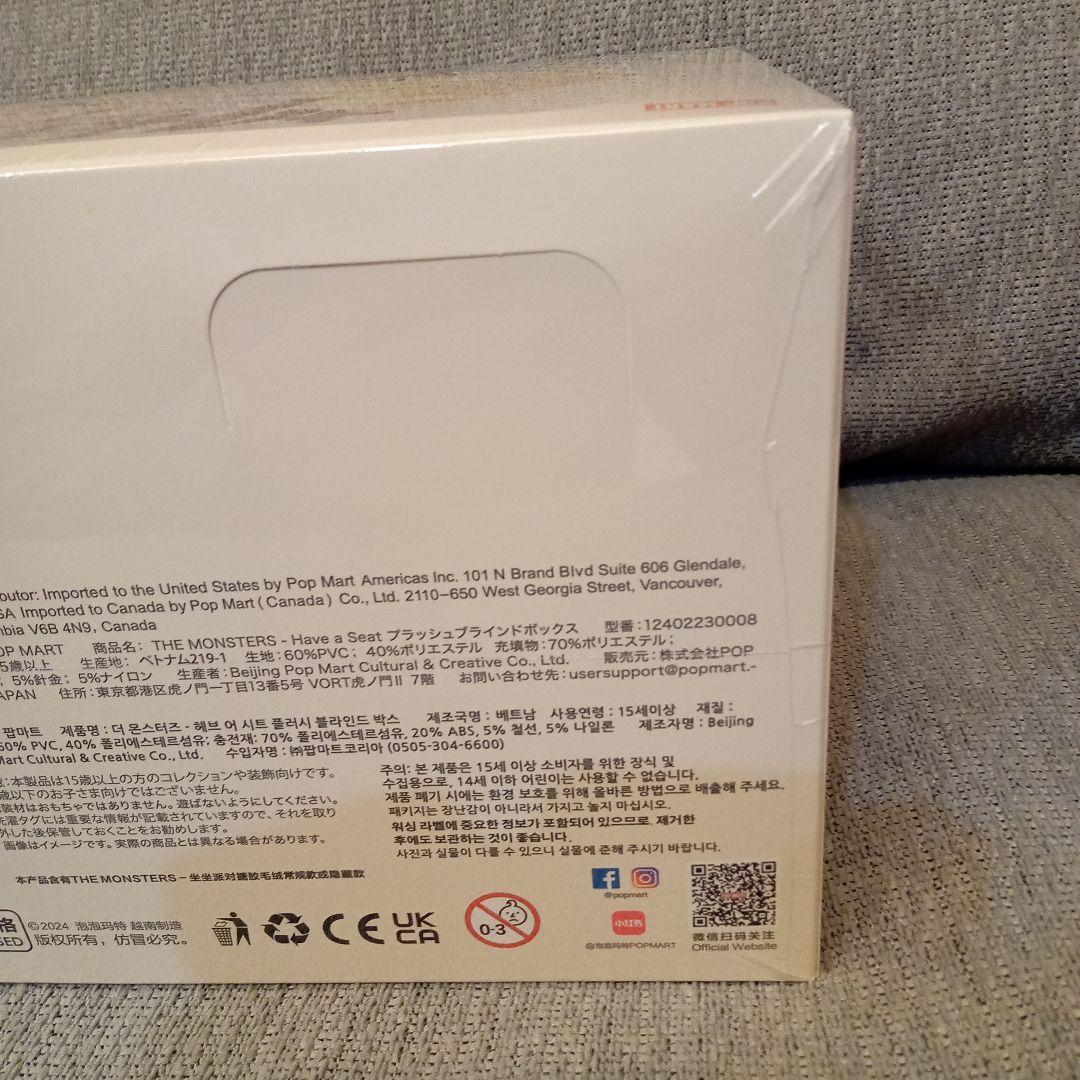 outor: Imported to the United States by Pop Mart Americas Inc. 101 N Brand Blvd Suite 606 Glendale,
SA Imported to Canada by Pop Mart ( Canada ) Co., Ltd. 2110-650 West Georgia Street, Vancouver,
nbia V6B 4N9, Canada
OP MART 商品名: THE MONSTERS - Have a Seat プラッシュブラインドボックス 型番:12402230008
5歳以上 生産地: ベトナム219-1 生地:60%PVC; 40%ポリエステル 充填物:70%ポリエステル;
; 5%針金; 5%ナイロン 生産者:Beijing Pop Mart Cultural & Creative Co., Ltd. 販売元:株式会社POP
JAPAN 住所:東京都港区虎ノ門一丁目13番5号 VORT虎ノ門II 7階 お問い合わせ先:usersupport@popmart.-
팝마트 제품명: 더 몬스터즈 - 헤브 어 시트 플러시 블라인드 박스 제조국명: 베트남 사용연령: 15세이상 재질:
60% PVC, 40% 폴리에스테르섬유; 충전재: 70% 폴리에스테르섬유, 20% ABS, 5% 철선, 5% 나일론 제조자명: Beijing
Mart Cultural & Creative Co., Ltd. 수입자명: ㈜팝마트코리아 (0505-304-6600)
:本製品は15歳以上の方のコレクションや装飾向けです。
歳以下のお子さま向けではございません。
装材はおもちゃではありません。遊ばないようにしてください。
洗濯タグには重要な情報が記載されていますので、それを取り
外した後保管しておくことをお勧めします。
画像はイメージです。実際の商品とは異なる場合があります。
주의: 본 제품은 15세 이상 소비자를 위한 장식 및
수집용으로, 14세 이하 어린이는 사용할 수 없습니다.
제품 폐기 시에는 환경 보호를 위해 올바른 방법으로 배출해 주세요.
패키지는 장난감이 아니라서 가지고 놀지 마십시오.
워싱 라벨에 중요한 정보가 포함되어 있으므로, 제거한
후에도 보관하는 것이 좋습니다.
사진과 실물이 다를 수 있으니 실물에 준해 주시기 바랍니다.
本产品含有THE MONSTERS – 坐坐派对搪胶毛绒常规款或隐藏款
格
SED
©2024 泡泡玛特 越南制造
版权所有，仿冒必究。
CE
UK
CA
0-3
@popmart
小红书
@泡泡玛特POPMART
微信扫码关注
Official Website